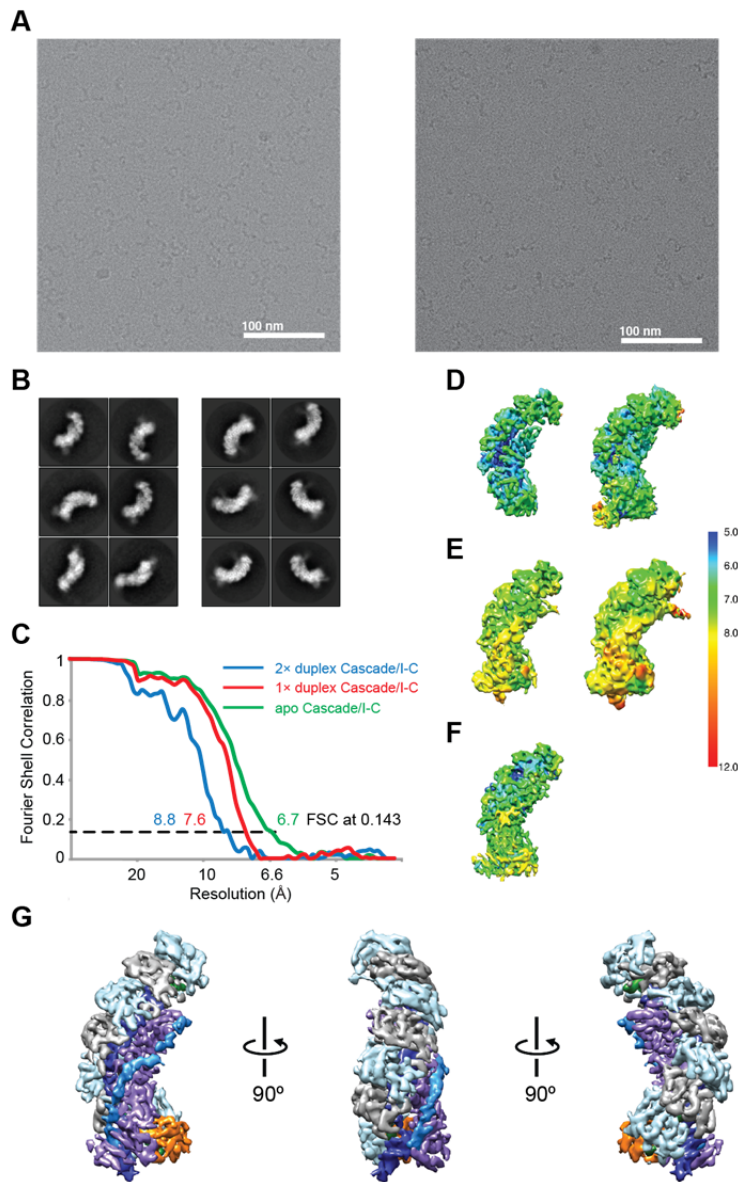 A
100 nm
100 nm
B
C
Fourier Shell Correlation
1
0.8
0.6
0.4
0.2
0
2× duplex Cascade/I-C
1× duplex Cascade/I-C
apo Cascade/I-C
8.8 7.6 6.7 FSC at 0.143
20 10 6.6 5
Resolution (Å)
D
E
F
5.0
6.0
7.0
8.0
12.0
G
90º
90º